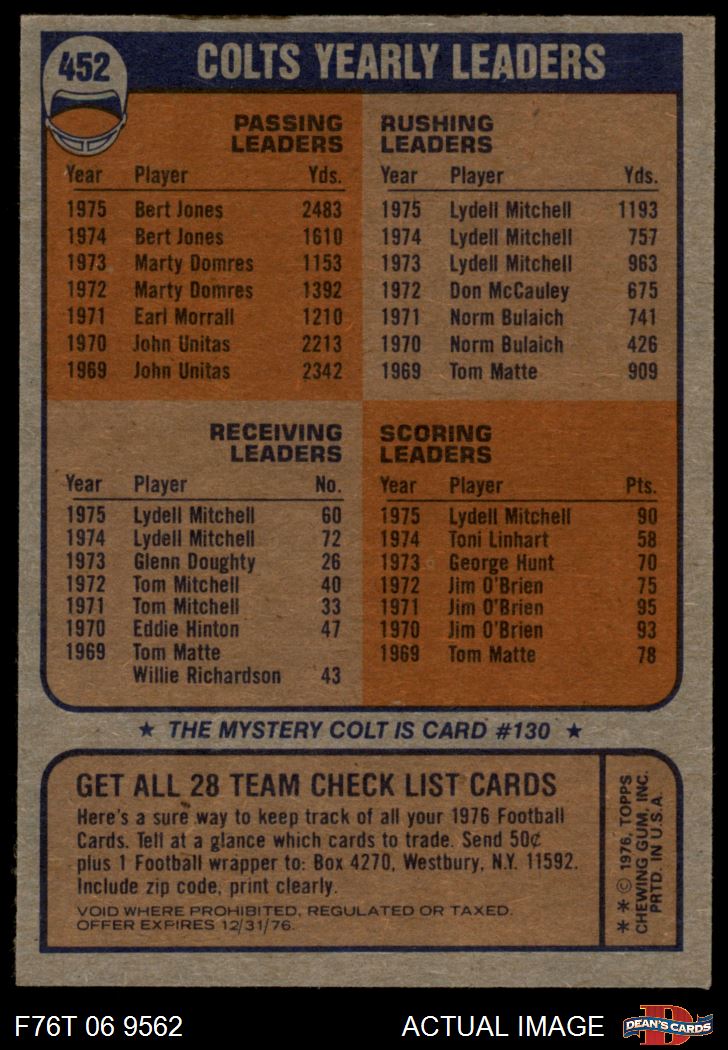 452
COLTS YEARLY LEADERS
PASSING
LEADERS
Year Player Yds.
1975 Bert Jones 2483
1974 Bert Jones 1610
1973 Marty Domres 1153
1972 Marty Domres 1392
1971 Earl Morrall 1210
1970 John Unitas 2213
1969 John Unitas 2342
RUSHING
LEADERS
Year Player Yds.
1975 Lydell Mitchell 1193
1974 Lydell Mitchell 757
1973 Lydell Mitchell 963
1972 Don McCauley 675
1971 Norm Bulaich 741
1970 Norm Bulaich 426
1969 Tom Matte 909
RECEIVING
LEADERS
Year Player No.
1975 Lydell Mitchell 60
1974 Lydell Mitchell 72
1973 Glenn Doughty 26
1972 Tom Mitchell 40
1971 Tom Mitchell 33
1970 Eddie Hinton 47
1969 Tom Matte
Willie Richardson 43
SCORING
LEADERS
Year Player Pts.
1975 Lydell Mitchell 90
1974 Toni Linhart 58
1973 George Hunt 70
1972 Jim O'Brien 75
1971 Jim O'Brien 95
1970 Jim O'Brien 93
1969 Tom Matte 78
★ THE MYSTERY COLT IS CARD #130 ★
GET ALL 28 TEAM CHECK LIST CARDS
Here's a sure way to keep track of all your 1976 Football
Cards. Tell at a glance which cards to trade. Send 50¢
plus 1 Football wrapper to: Box 4270, Westbury, N.Y. 11592.
Include zip code, print clearly.
VOID WHERE PROHIBITED, REGULATED OR TAXED.
OFFER EXPIRES 12/31/76.
* * © 1976, TOPPS
CHEWING GUM, INC.
PRTD. IN U.S.A.
F76T 06 9562
ACTUAL IMAGE
D
DEAN'S CARDS